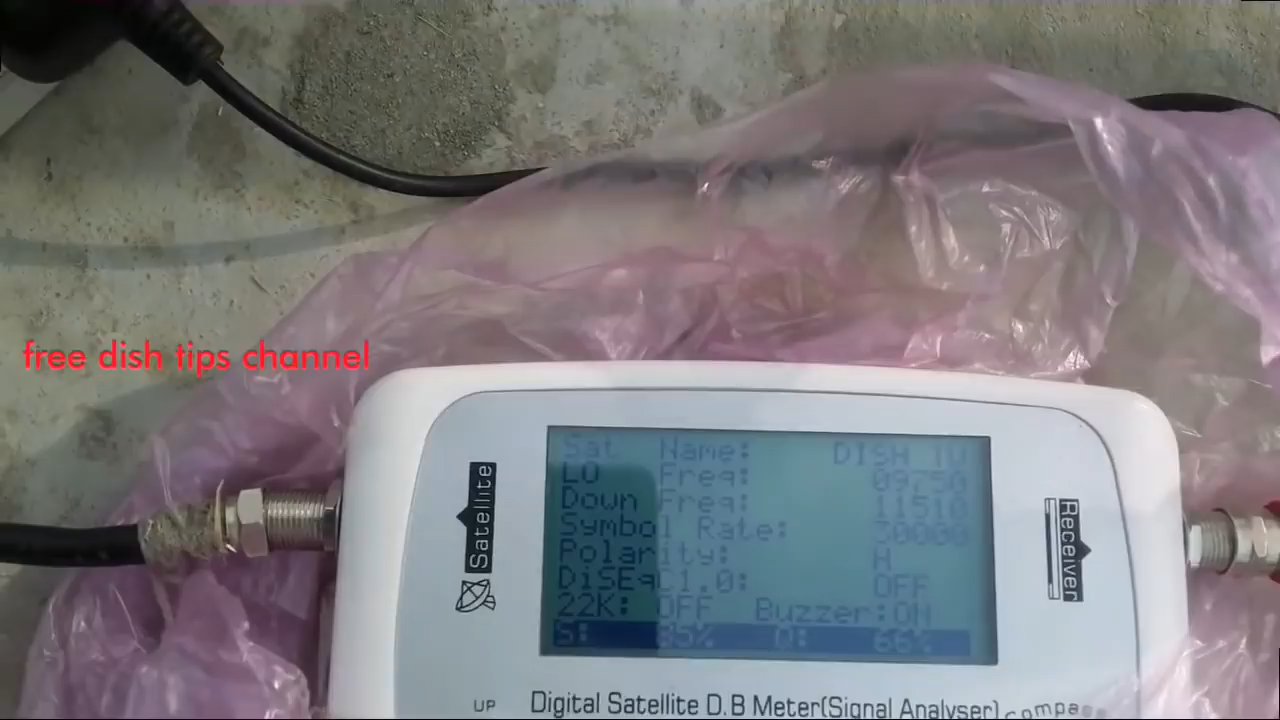 free dish tips channel
Satellite
Receiver
Sat Name: DISH TV
LO Freq: 09750
Down Freq: 11510
Symbol Rate: 30000
Polarity: H
DiSEqC1.0: OFF
22K: OFF Buzzer:ON
S: 85% Q: 66%
UP
Digital Satellite D.B Meter(Signal Analyser) compass